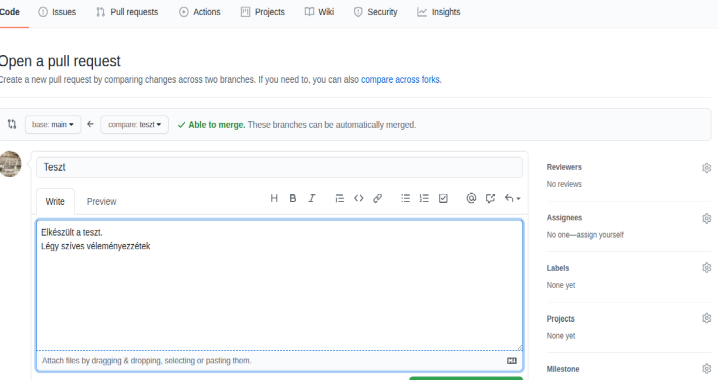 Code Issues Pull requests Actions Projects Wiki Security Insights
Open a pull request
Create a new pull request by comparing changes across two branches. If you need to, you can also compare across forks.
base: main compare: teszt Able to merge. These branches can be automatically merged.
Teszt
Write Preview
Elkészült a teszt.
Légy szíves véleményezzétek
Attach files by dragging & dropping, selecting or pasting them.
Reviewers
No reviews
Assignees
No one—assign yourself
Labels
None yet
Projects
None yet
Milestone